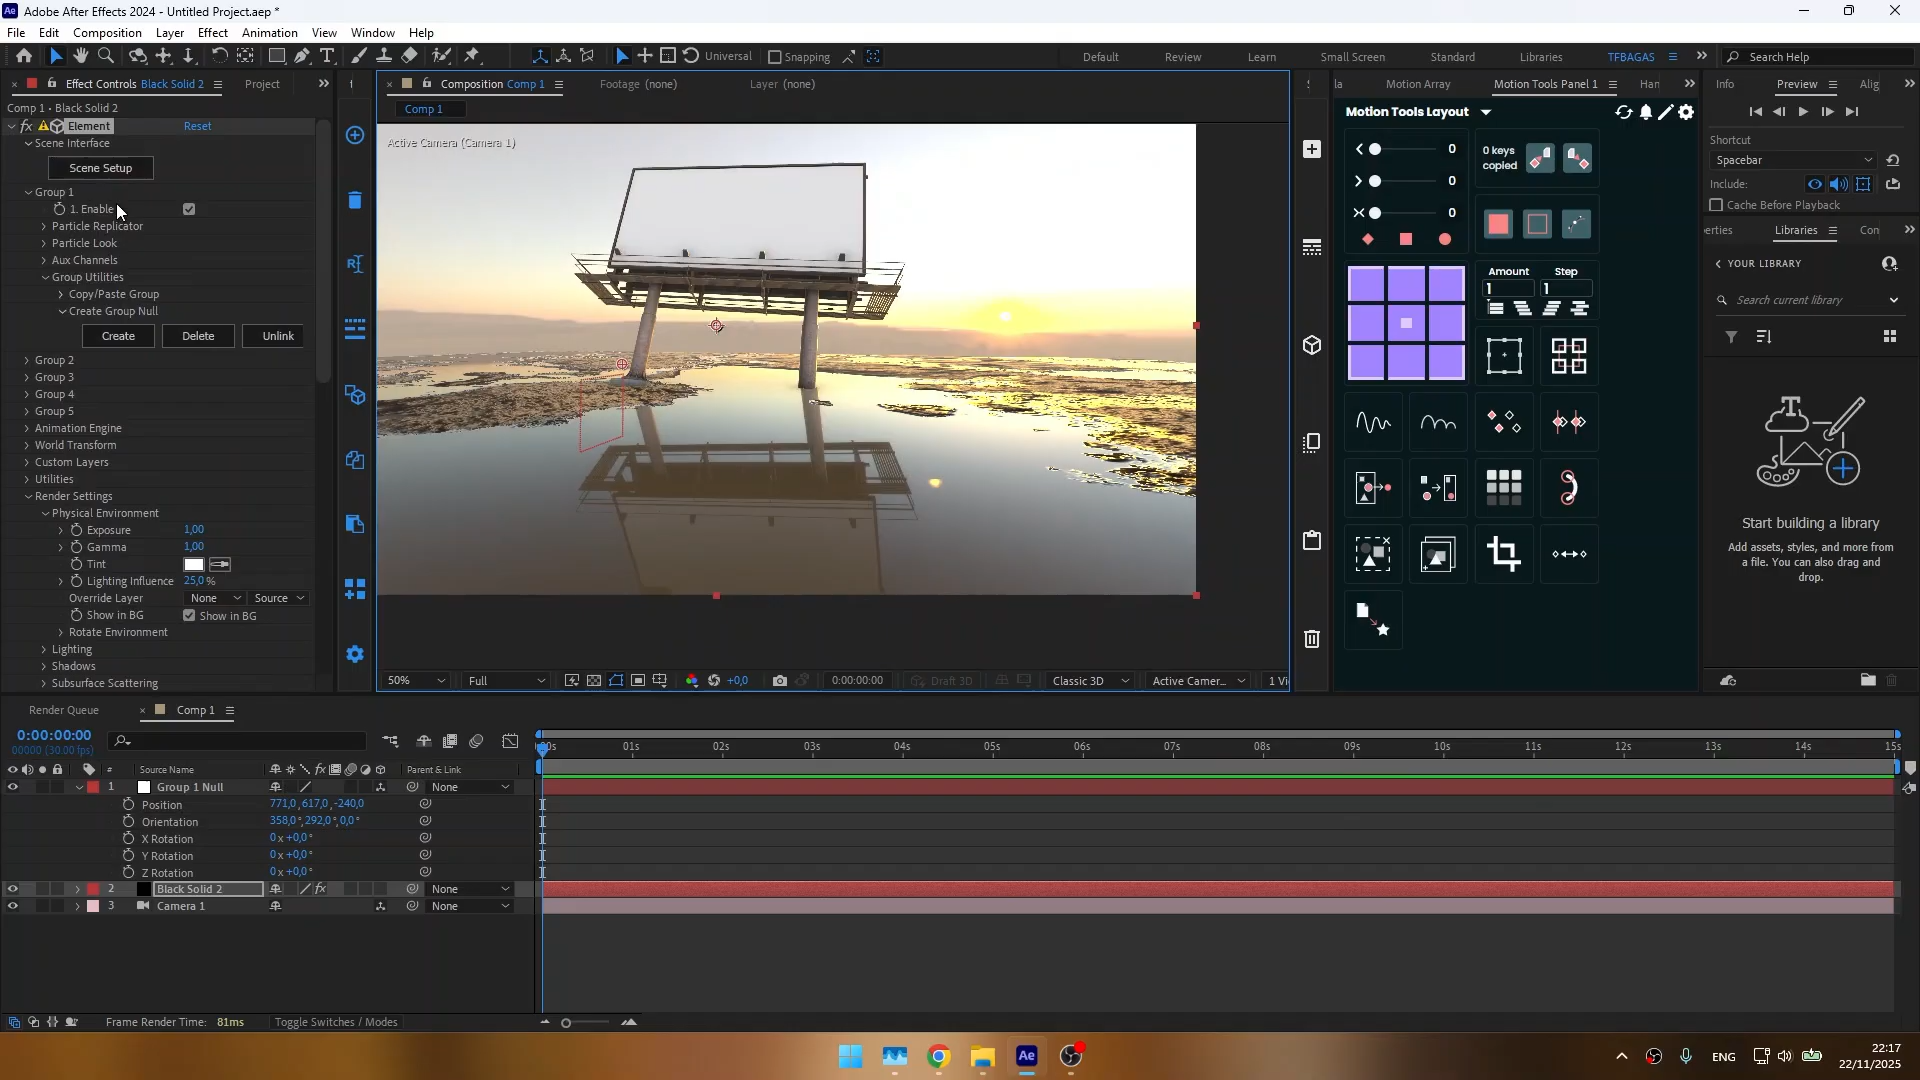 Adobe After Effects 2024 - Untitled Project.aep *
File Edit Composition Layer Effect Animation View Window Help
Universal Snapping Default Review Learn Small Screen Standard Libraries TFBAGAS Search Help
Effect Controls Black Solid 2 Project
Composition Comp 1 Footage (none) Layer (none)
Motion Array Motion Tools Panel 1
Info Preview
Comp 1 • Black Solid 2
Comp 1
Element Reset
Scene Interface
Scene Setup
Group 1
1. Enable
Particle Replicator
Particle Look
Aux Channels
Group Utilities
Copy/Paste Group
Create Group Null
Create Delete Unlink
Group 2
Group 3
Group 4
Group 5
Animation Engine
World Transform
Custom Layers
Utilities
Render Settings
Physical Environment
Exposure 1,00
Gamma 1,00
Tint
Lighting Influence 25,0 %
Override Layer None Source
Show in BG Show in BG
Rotate Environment
Lighting
Shadows
Subsurface Scattering
Active Camera (Camera 1)
50% Full +0,0 0:00:00:00 Draft 3D Classic 3D Active Camer... 1 Vi
Motion Tools Layout
0
0 keys copied
0
0
Amount Step
1 1
Shortcut
Spacebar
Include:
Cache Before Playback
Libraries
YOUR LIBRARY
Search current library
Start building a library
Add assets, styles, and more from
a file. You can also drag and
drop.
Render Queue Comp 1
0:00:00:00
00000 (30.00 fps)
# Source Name Parent & Link
01s 02s 03s 04s 05s 06s 07s 08s 09s 10s 11s 12s 13s 14s 15s
1 Group 1 Null None
Position 771,0,617,0,-240,0
Orientation 358,0°,292,0°,0,0°
X Rotation 0x+0,0°
Y Rotation 0x+0,0°
Z Rotation 0x+0,0°
2 Black Solid 2 None
3 Camera 1 None
Frame Render Time: 81ms Toggle Switches / Modes
ENG
22:17
22/11/2025